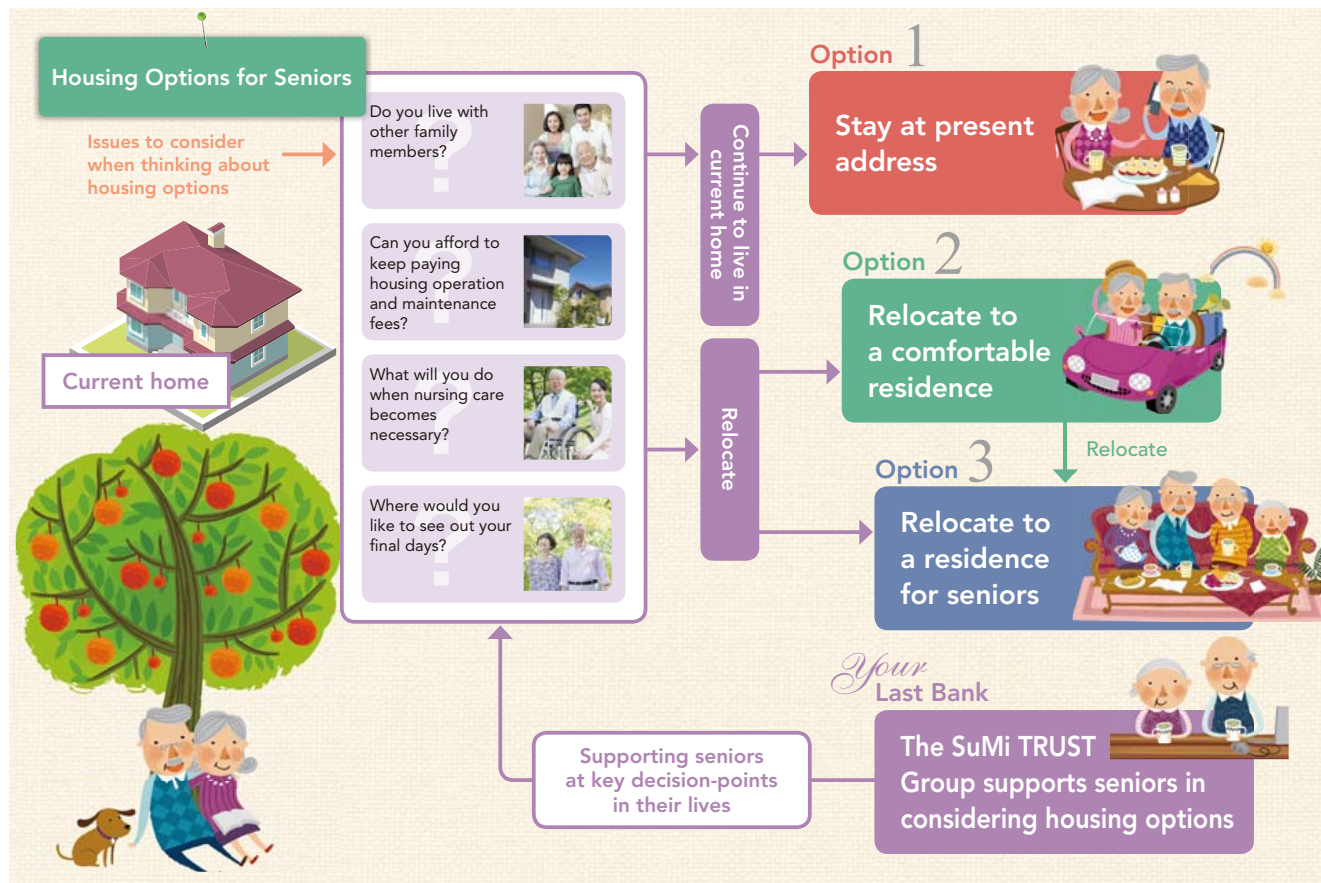 Housing Options for Seniors
Issues to consider
when thinking about
housing options
Current home
Do you live with
other family
members?
Can you afford to
keep paying
housing operation
and maintenance
fees?
What will you do
when nursing care
becomes
necessary?
Where would you
like to see out your
final days?
Continue to live in
current home
Relocate
Option 1
Stay at present
address
Option 2
Relocate to
a comfortable
residence
Relocate
Option 3
Relocate to
a residence
for seniors
Your
Last Bank
The SuMi TRUST
Group supports seniors in
considering housing options
Supporting seniors
at key decision-points
in their lives